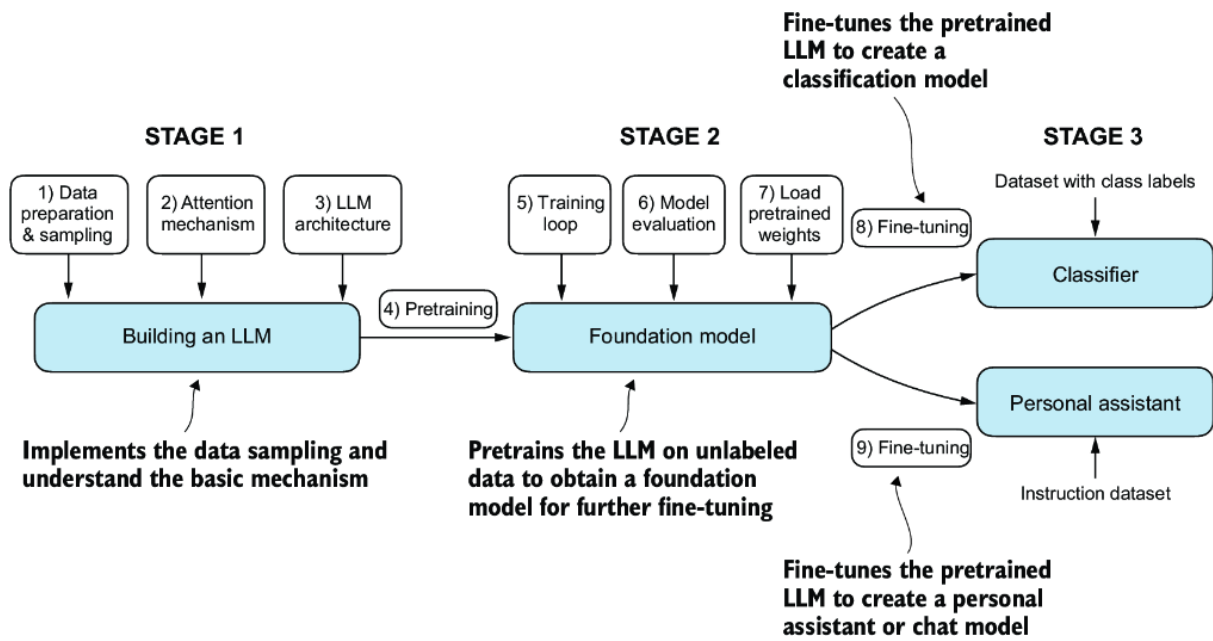 Fine-tunes the pretrained
LLM to create a
classification model
STAGE 1
1) Data
preparation
& sampling
2) Attention
mechanism
3) LLM
architecture
Building an LLM
Implements the data sampling and
understand the basic mechanism
4) Pretraining
STAGE 2
5) Training
loop
6) Model
evaluation
7) Load
pretrained
weights
Foundation model
Pretrains the LLM on unlabeled
data to obtain a foundation
model for further fine-tuning
STAGE 3
8) Fine-tuning
Dataset with class labels
Classifier
Personal assistant
9) Fine-tuning
Instruction dataset
Fine-tunes the pretrained
LLM to create a personal
assistant or chat model